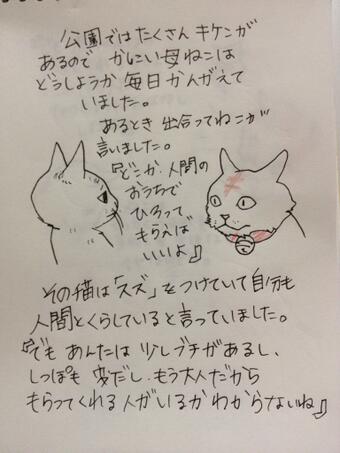 公園ではたくさんキケンが
あるので かにいい母ねこは
どうしようか毎日かんがえて
いました。
あるとき出合ってねこが
言いました。
『どこか人間の
おうちで
ひろって
もらえば
いいよ』
その猫は「スズ」をつけていて自分も
人間とくらしていると言っていました。
『でもあんたは少しブチがあるし、
しっぽも変だし、もう大人だから
もらってくれる人がいるかわからないね』